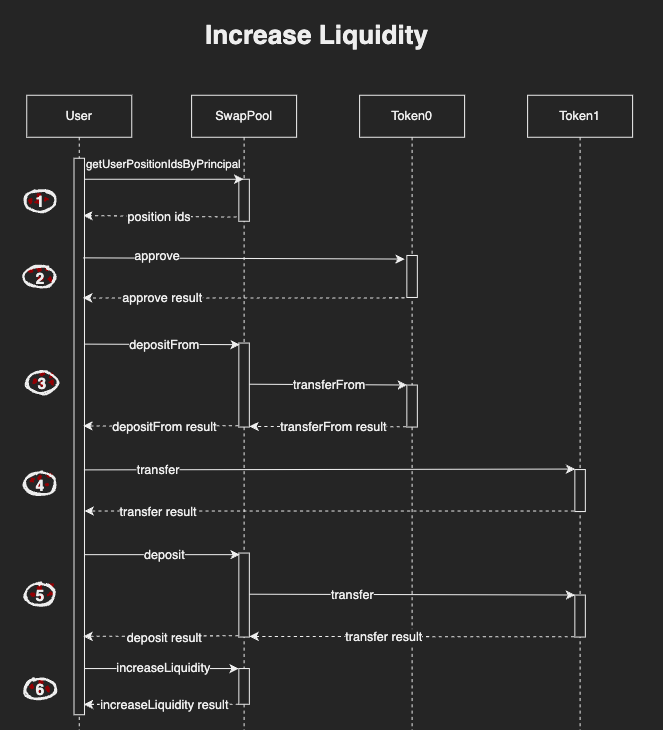 Increase Liquidity
User
SwapPool
Token0
Token1
getUserPositionIdsByPrincipal
1
position ids
approve
2
approve result
depositFrom
3
transferFrom
depositFrom result
transferFrom result
transfer
4
transfer result
deposit
5
transfer
deposit result
transfer result
increaseLiquidity
6
increaseLiquidity result